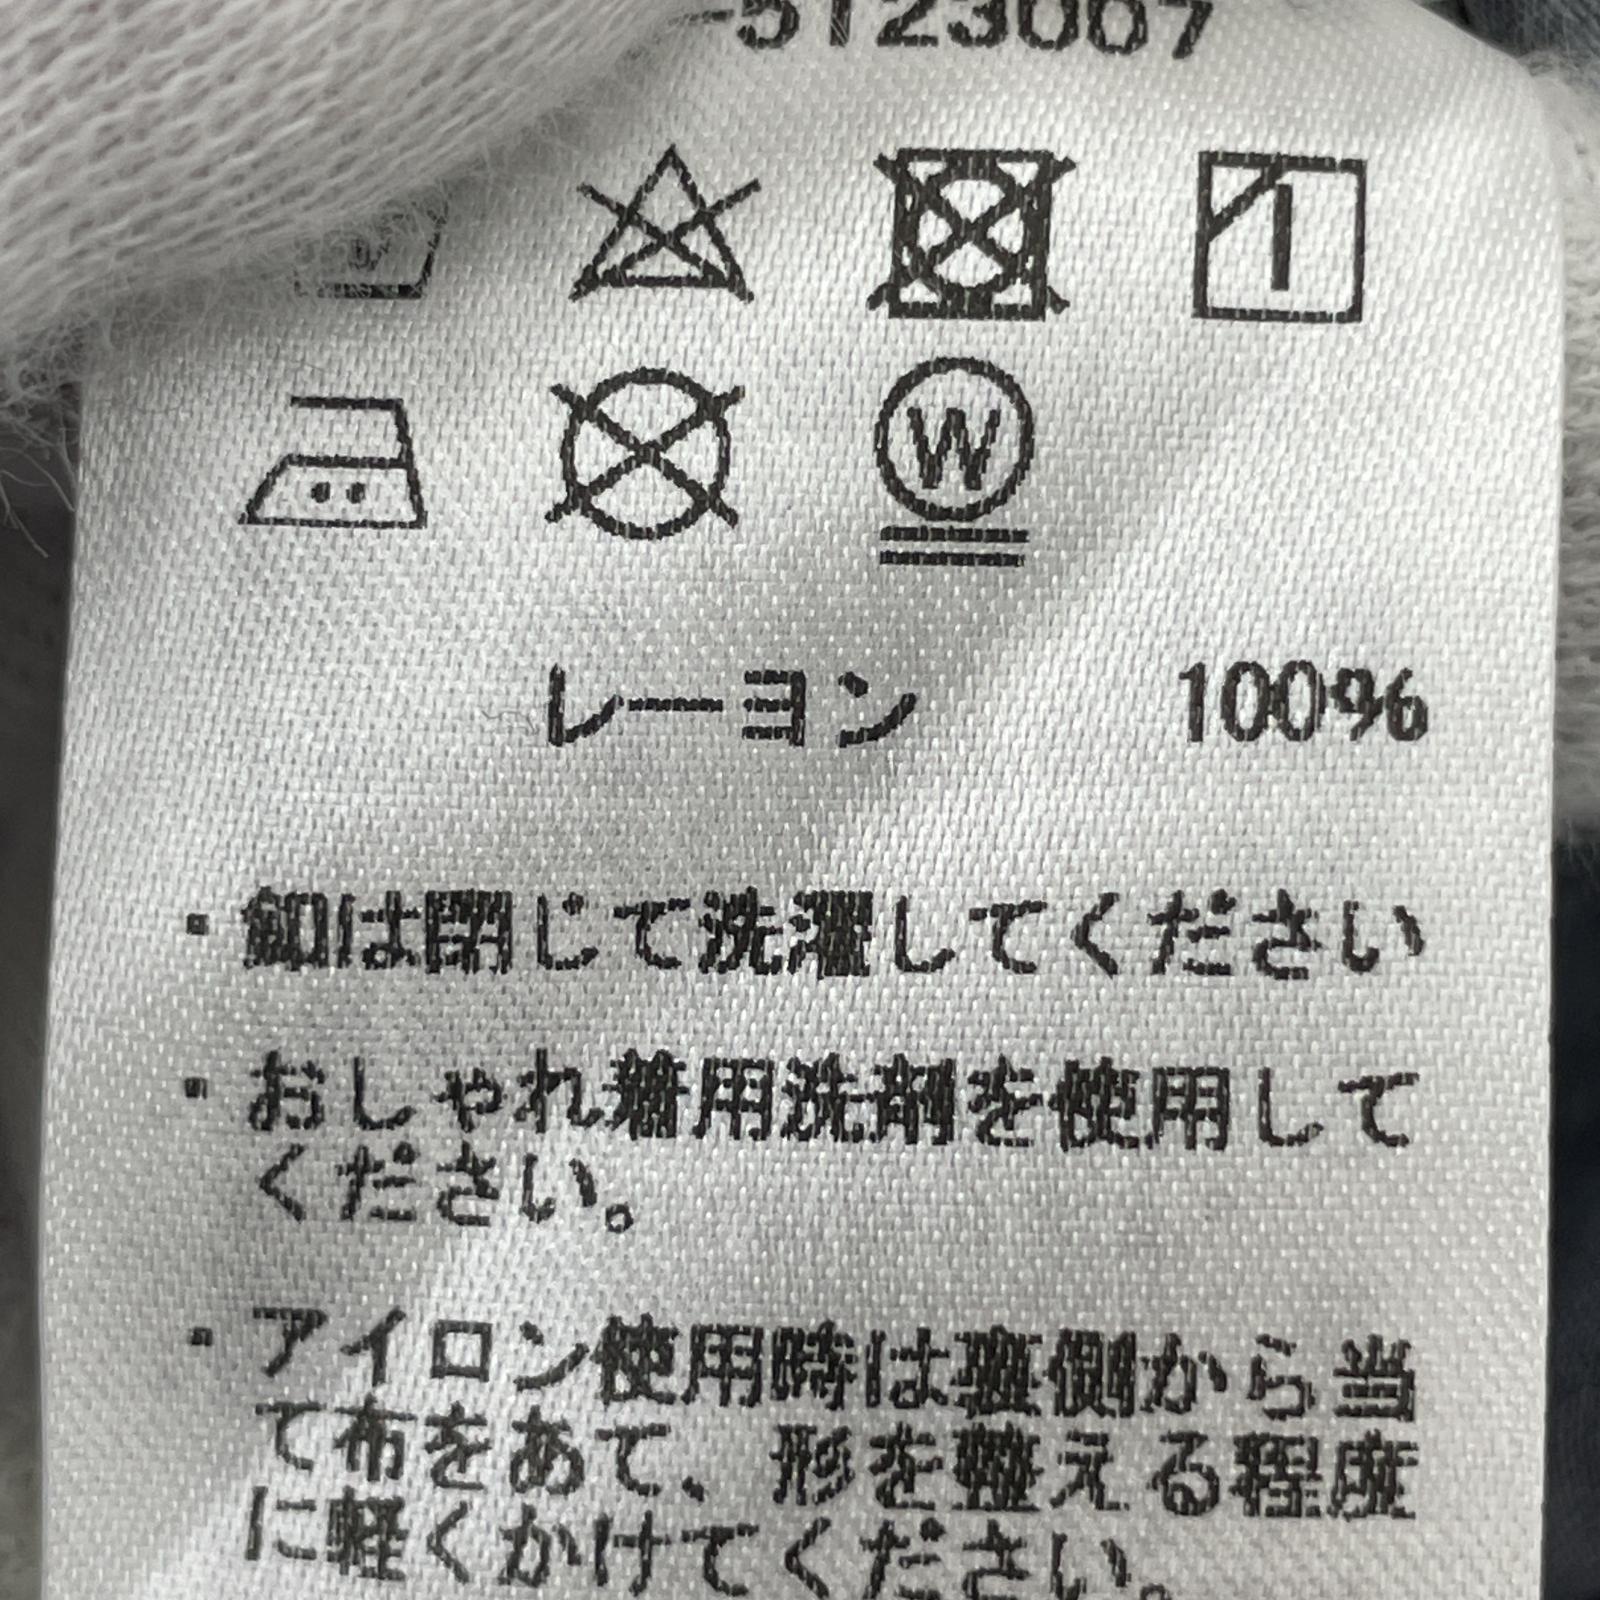 -5123007
W
レーヨン 100%
・釦は閉じて洗濯してください
・おしゃれ着用洗剤を使用して
ください。
・アイロン使用時は裏側から当
て布をあて、形を整える程度
に軽くかけてください。